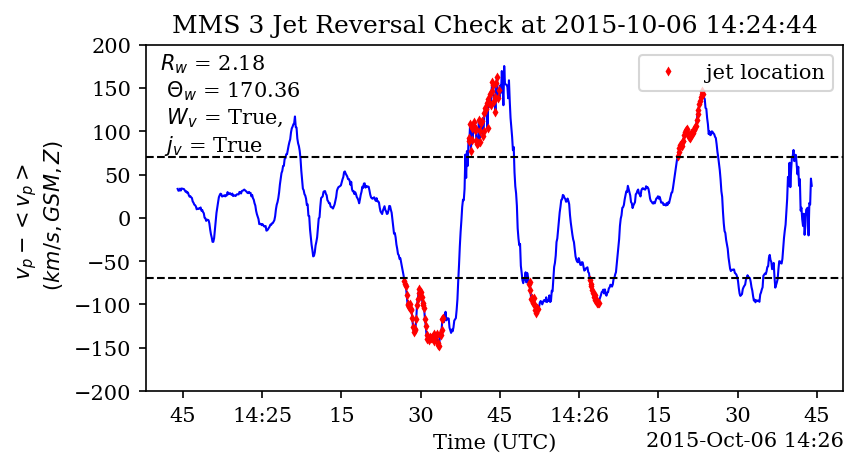 MMS 3 Jet Reversal Check at 2015-10-06 14:24:44
R_w = 2.18
Θ_w = 170.36
W_v = True,
j_v = True
jet location
v_p − < v_p >
(km/s, GSM, Z)
200
150
100
50
0
−50
−100
−150
−200
45 14:25 15 30 45 14:26 15 30 45
Time (UTC)
2015-Oct-06 14:26